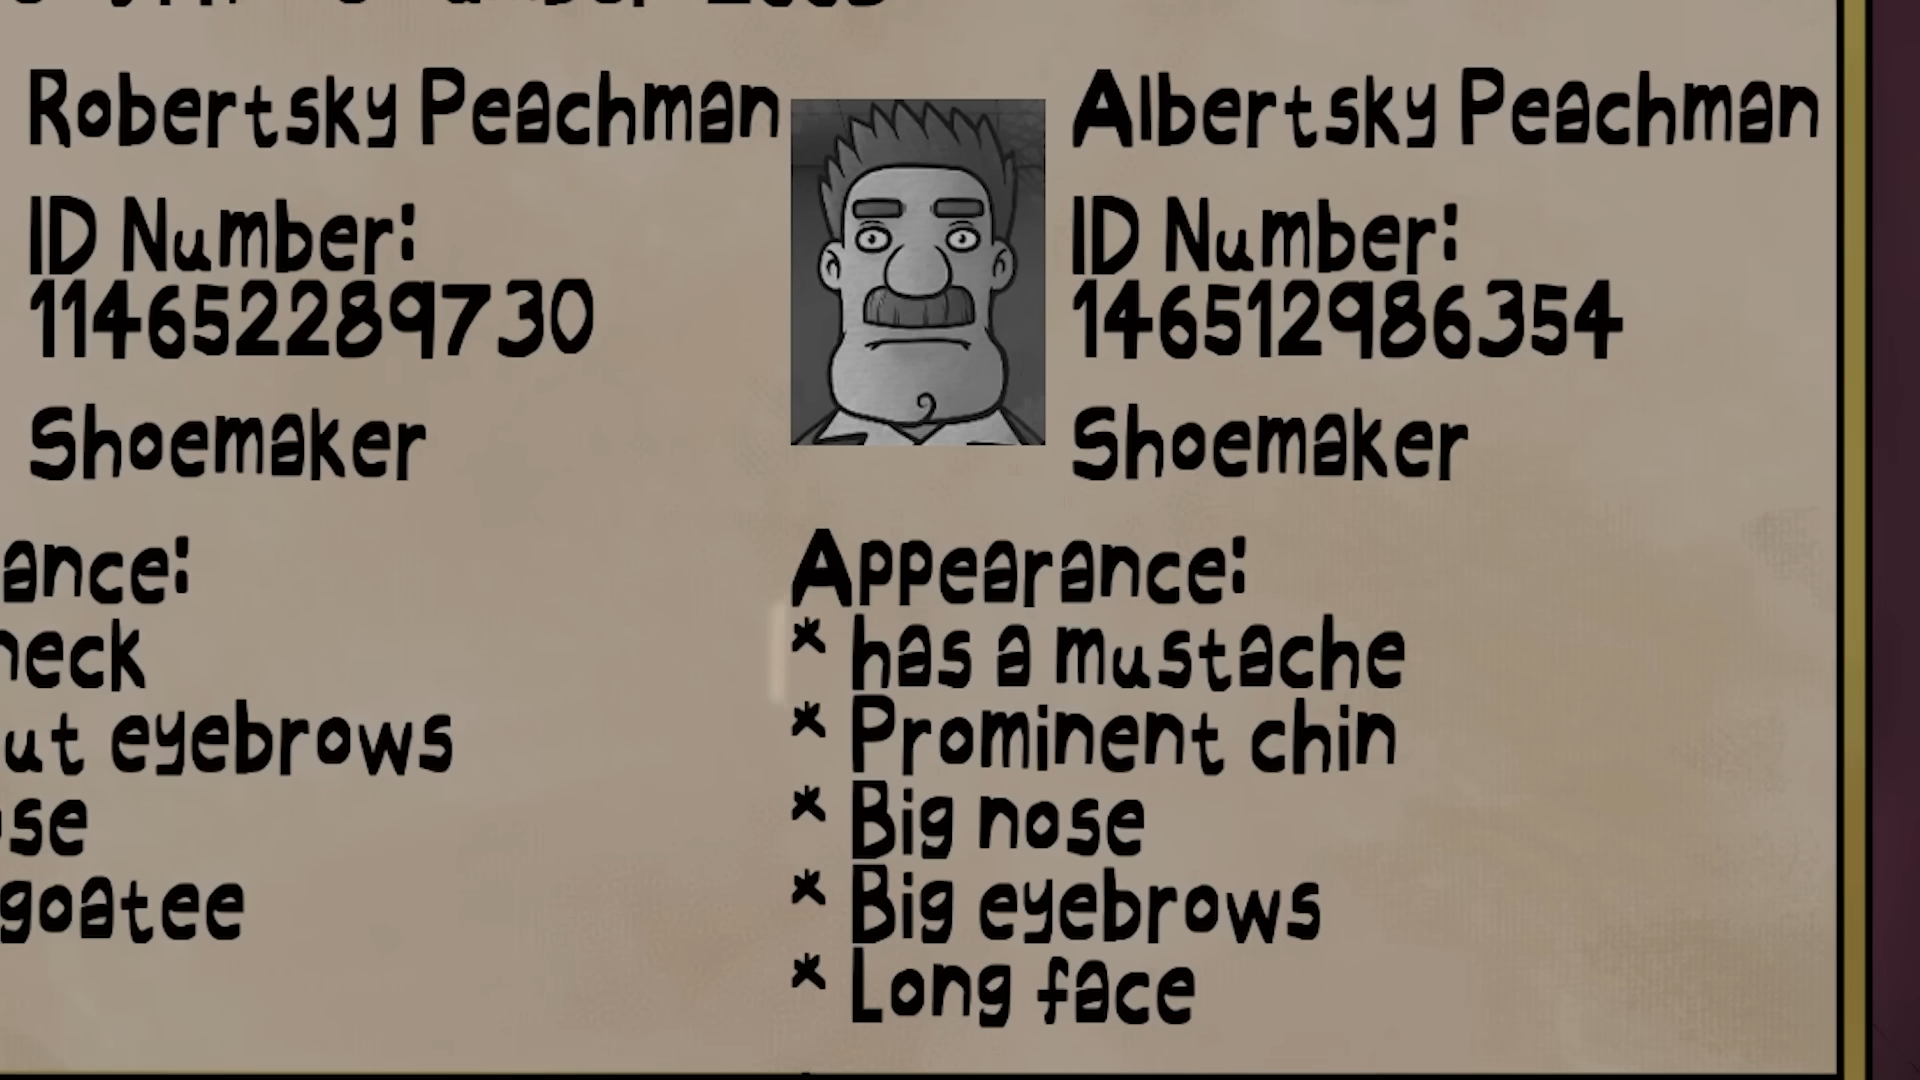 Robertsky Peachman
ID Number:
114652289730
Shoemaker
ance:
neck
ut eyebrows
ose
goatee
Albertsky Peachman
ID Number:
146512986354
Shoemaker
Appearance:
* has a mustache
* Prominent chin
* Big nose
* Big eyebrows
* Long face